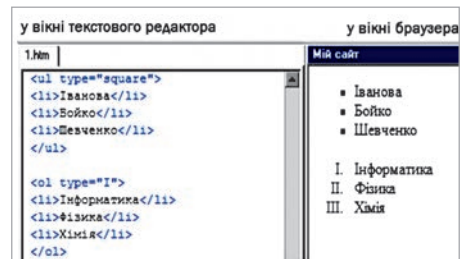 у вікні текстового редактора
у вікні браузера
1.htm
Мій сайт
<ul type="square">
<li>Іванова</li>
<li>Бойко</li>
<li>Шевченко</li>
</ul>
<ol type="I">
<li>Інформатика</li>
<li>Фізика</li>
<li>Хімія</li>
</ol>
▪ Іванова
▪ Бойко
▪ Шевченко
I. Інформатика
II. Фізика
III. Хімія